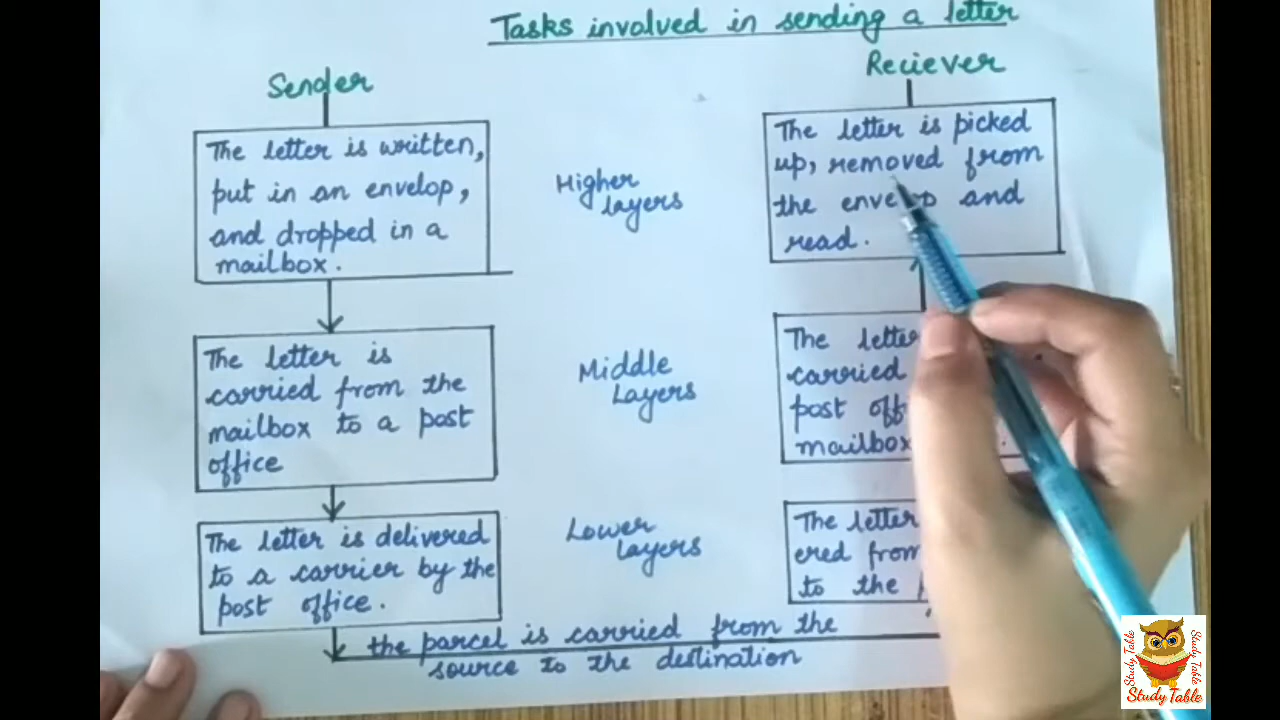 Tasks involved in sending a letter
Sender
The letter is written,
put in an envelop,
and dropped in a
mailbox.
The letter is
carried from the
mailbox to a post
office
The letter is delivered
to a carrier by the
post office.
Higher
layers
Middle
Layers
Lower
layers
Reciever
The letter is picked
up, removed from
the and
read.
The
carried
post
mailbox
The letter
ered from
to the
the parcel is carried from the
source to the destination
Study Table
Study Table
Study Table